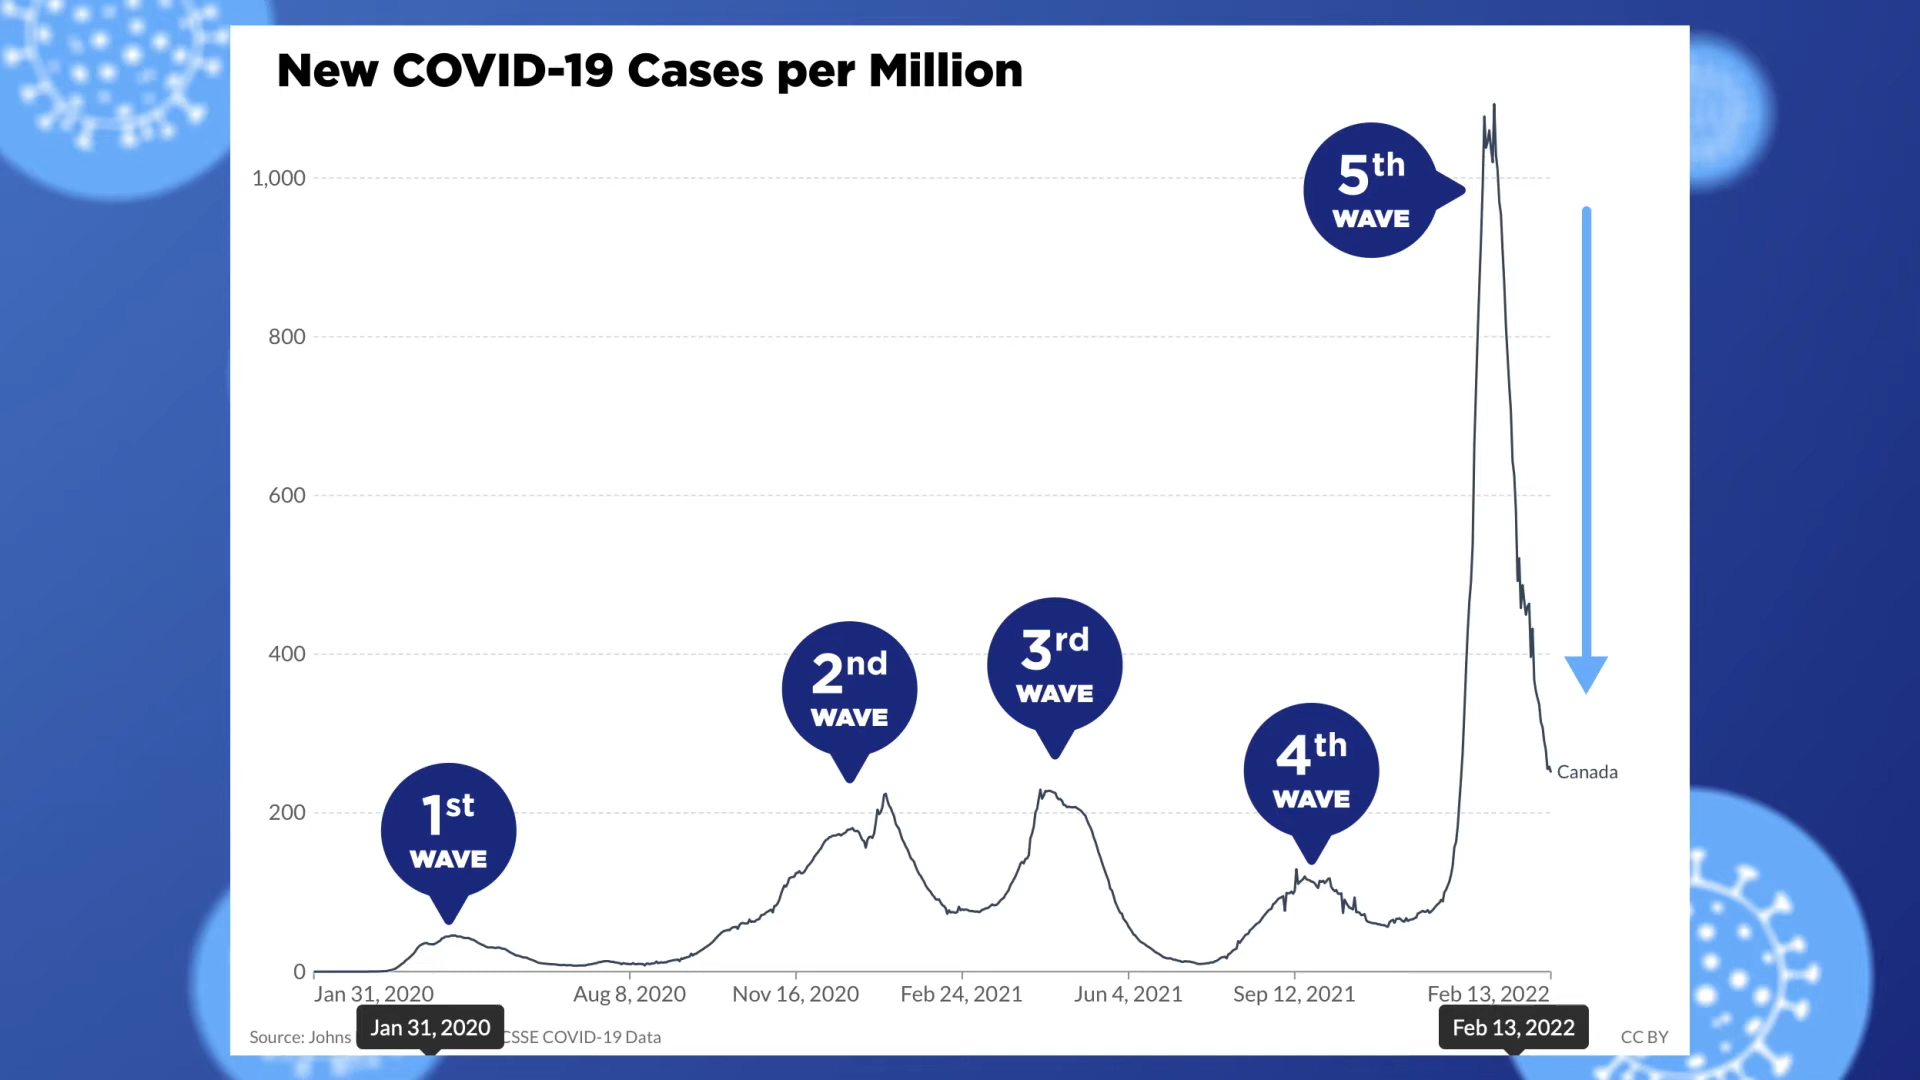 New COVID-19 Cases per Million
1,000
800
600
400
200
0
5th
WAVE
3rd
WAVE
2nd
WAVE
4th
WAVE
1st
WAVE
Canada
Jan 31, 2020
Aug 8, 2020
Nov 16, 2020
Feb 24, 2021
Jun 4, 2021
Sep 12, 2021
Feb 13, 2022
Jan 31, 2020
Feb 13, 2022
Source: Johns CSSE COVID-19 Data
CC BY